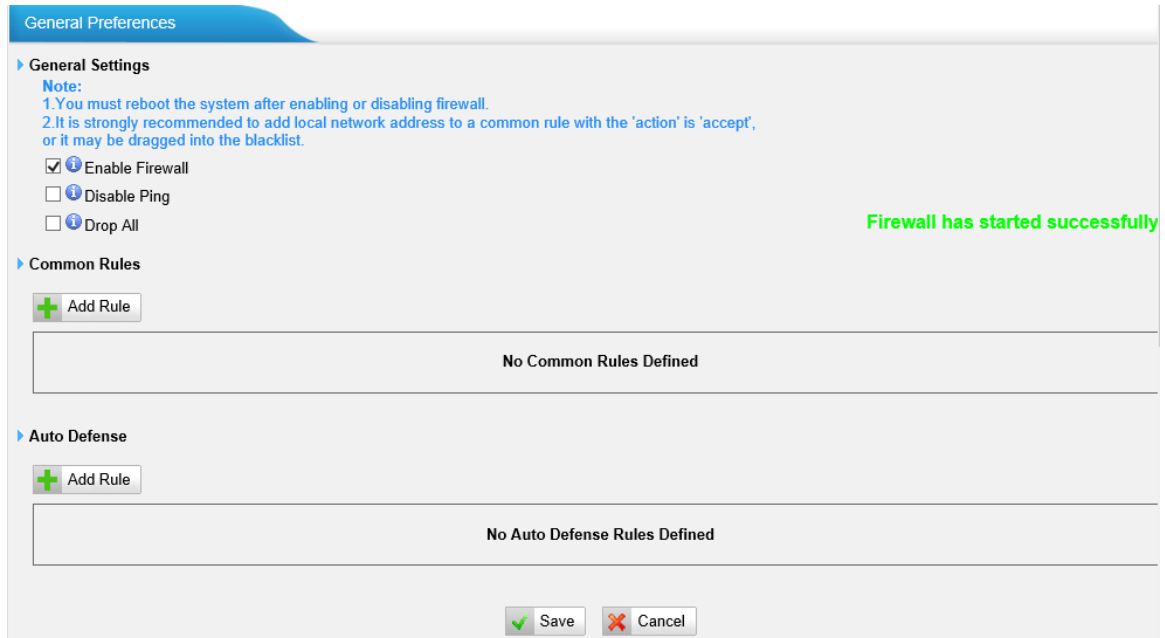 General Preferences
General Settings
Note:
1.You must reboot the system after enabling or disabling firewall.
2.It is strongly recommended to add local network address to a common rule with the 'action' is 'accept',
or it may be dragged into the blacklist.
Enable Firewall
Disable Ping
Drop All
Firewall has started successfully
Common Rules
Add Rule
No Common Rules Defined
Auto Defense
Add Rule
No Auto Defense Rules Defined
Save Cancel